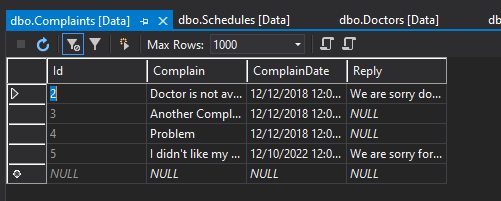 dbo.Complaints [Data] dbo.Schedules [Data] dbo.Doctors [Data]
Max Rows: 1000
Id Complain ComplainDate Reply
2 Doctor is not av... 12/12/2018 12:0... We are sorry do...
3 Another Compl... 12/12/2018 12:0... NULL
4 Problem 12/12/2018 12:0... NULL
5 I didn't like my ... 12/10/2022 12:0... We are sorry for...
NULL NULL NULL NULL